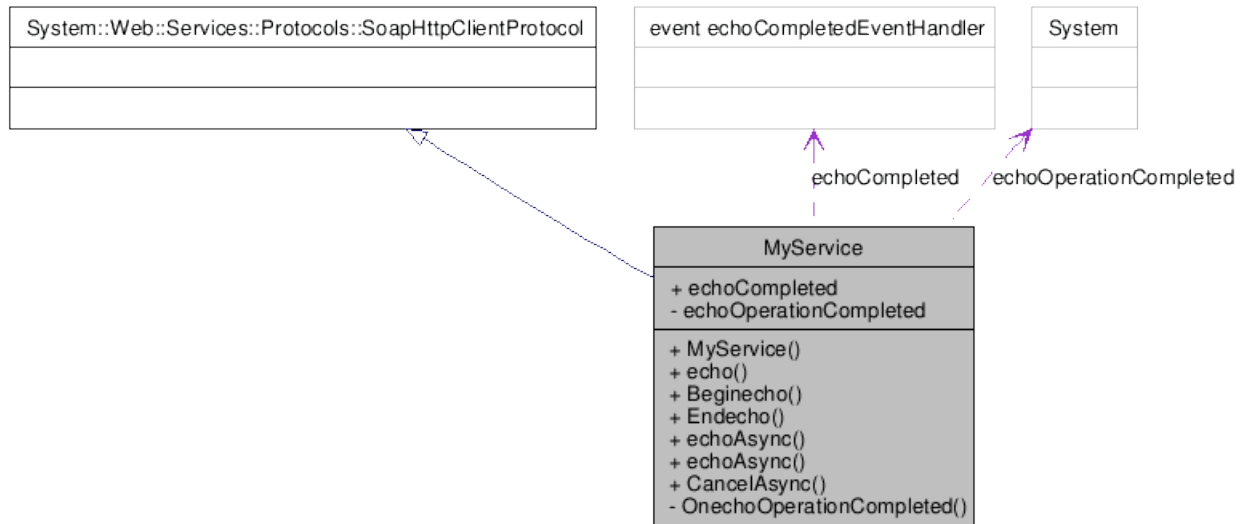 System::Web::Services::Protocols::SoapHttpClientProtocol
event echoCompletedEventHandler
System
echoCompleted
echoOperationCompleted
MyService
+ echoCompleted
- echoOperationCompleted
+ MyService()
+ echo()
+ Beginecho()
+ Endecho()
+ echoAsync()
+ echoAsync()
+ CancelAsync()
- OnechoOperationCompleted()